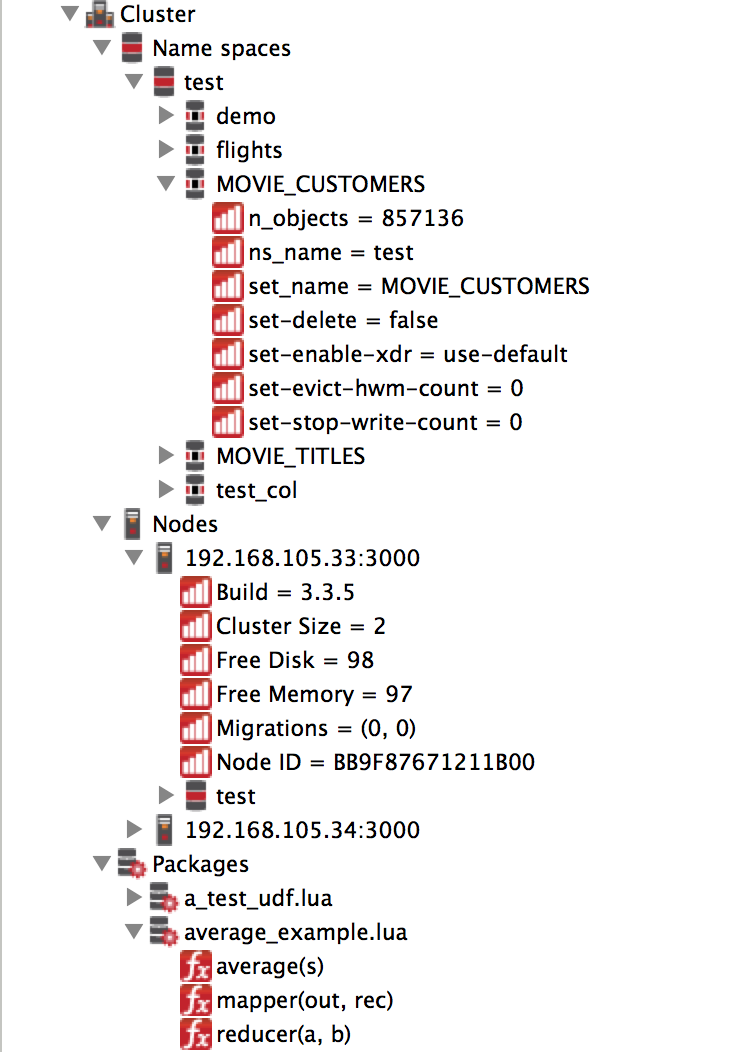 Cluster
Name spaces
test
demo
flights
MOVIE_CUSTOMERS
n_objects = 857136
ns_name = test
set_name = MOVIE_CUSTOMERS
set-delete = false
set-enable-xdr = use-default
set-evict-hwm-count = 0
set-stop-write-count = 0
MOVIE_TITLES
test_col
Nodes
192.168.105.33:3000
Build = 3.3.5
Cluster Size = 2
Free Disk = 98
Free Memory = 97
Migrations = (0, 0)
Node ID = BB9F87671211B00
test
192.168.105.34:3000
Packages
a_test_udf.lua
average_example.lua
fx average(s)
fx mapper(out, rec)
fx reducer(a, b)